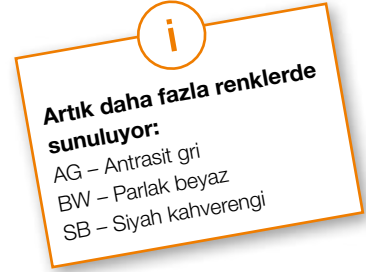 i
Artık daha fazla renklerde
sunuluyor:
AG – Antrasit gri
BW – Parlak beyaz
SB – Siyah kahverengi